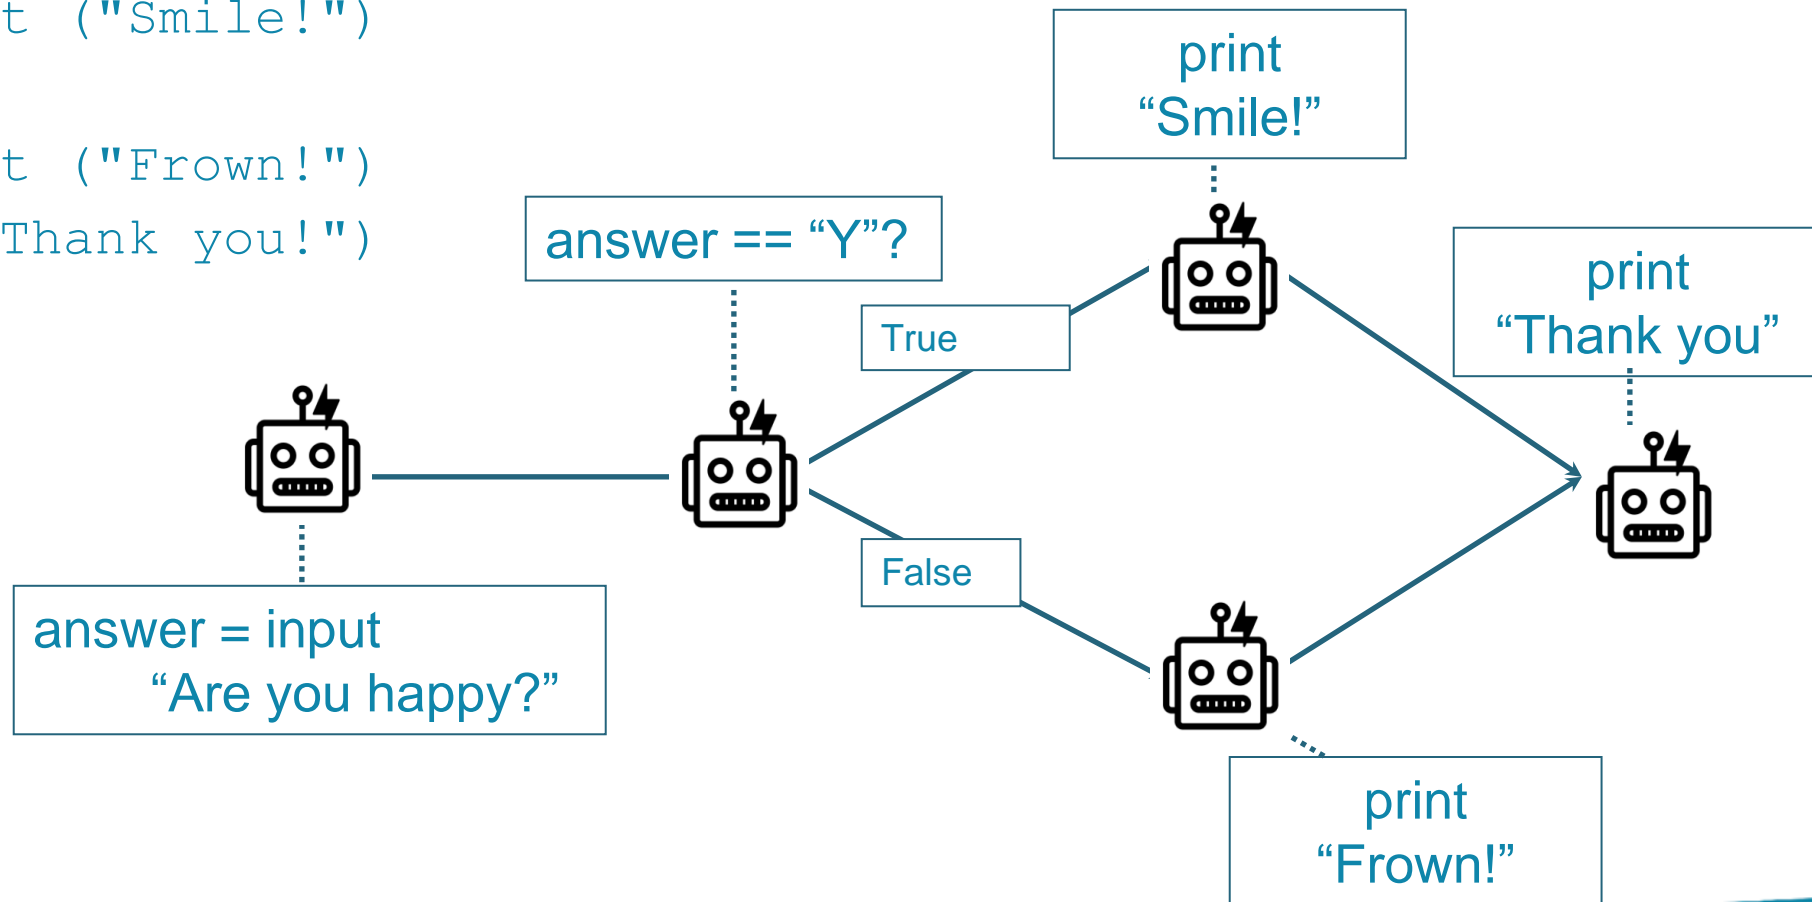 t ("Smile!")
t ("Frown!")
Thank you!")
print
“Smile!”
answer == “Y”?
print
“Thank you”
True
False
answer = input
“Are you happy?”
print
“Frown!”